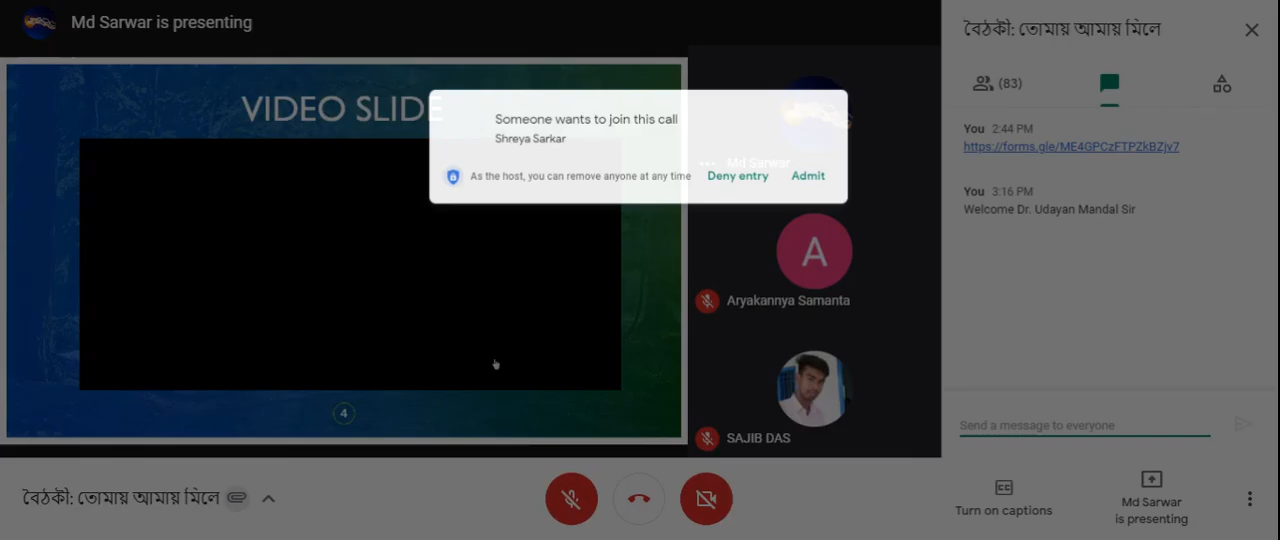 Md Sarwar is presenting
VIDEO SLIDE
4
Someone wants to join this call
Shreya Sarkar
As the host, you can remove anyone at any time
Deny entry
Admit
Md Sarwar
A
Aryakannya Samanta
SAJIB DAS
বৈঠকী: তোমায় আমায় মিলে
(83)
You 2:44 PM
https://forms.gle/ME4GPCzFTPZkBZjv7
You 3:16 PM
Welcome Dr. Udayan Mandal Sir
Send a message to everyone
বৈঠকী: তোমায় আমায় মিলে
CC
Turn on captions
Md Sarwar
is presenting